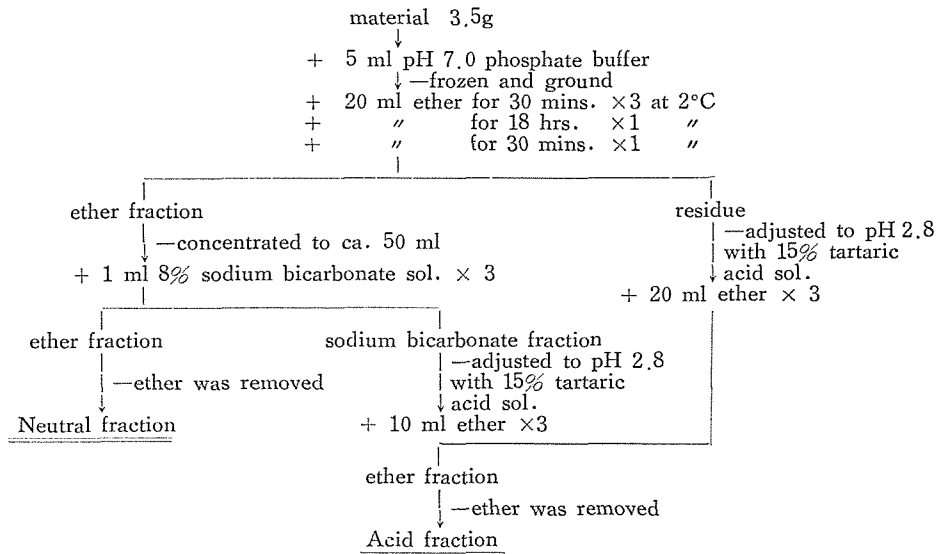 material 3.5g
+ 5 ml pH 7.0 phosphate buffer
—frozen and ground
+ 20 ml ether for 30 mins. ×3 at 2°C
+ 〃 for 18 hrs. ×1 〃
+ 〃 for 30 mins. ×1 〃
ether fraction
—concentrated to ca. 50 ml
+ 1 ml 8% sodium bicarbonate sol. × 3
residue
—adjusted to pH 2.8
with 15% tartaric
acid sol.
+ 20 ml ether × 3
ether fraction
—ether was removed
Neutral fraction
sodium bicarbonate fraction
—adjusted to pH 2.8
with 15% tartaric
acid sol.
+ 10 ml ether ×3
ether fraction
—ether was removed
Acid fraction